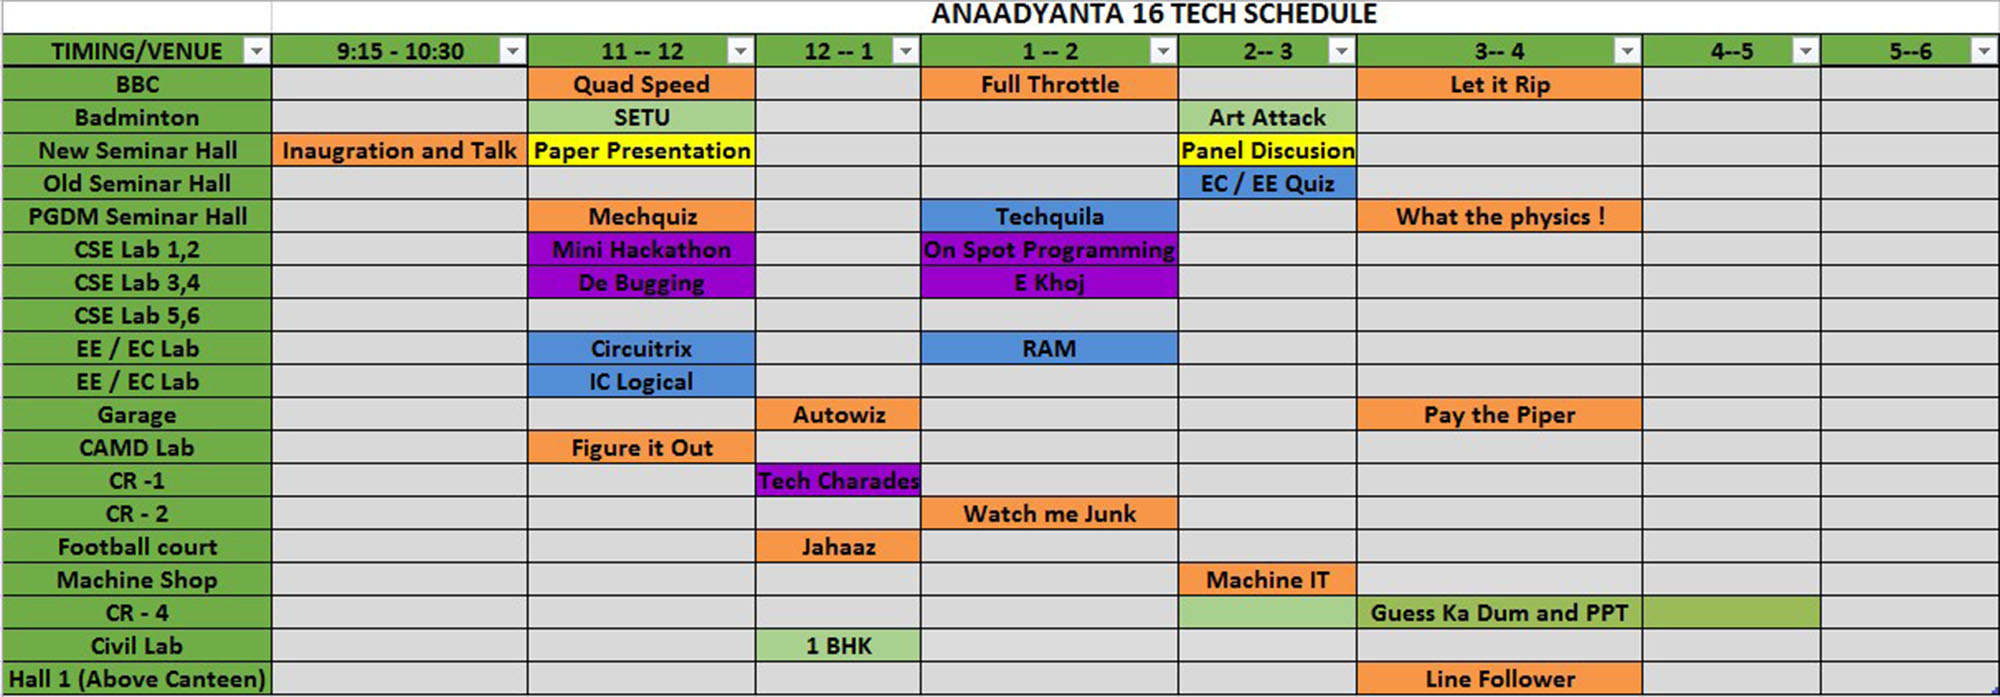 ANAADYANTA 16 TECH SCHEDULE
TIMING/VENUE 9:15 - 10:30 11 -- 12 12 -- 1 1 -- 2 2-- 3 3-- 4 4--5 5--6
BBC Quad Speed Full Throttle Let it Rip
Badminton SETU Art Attack
New Seminar Hall Inaugration and Talk Paper Presentation Panel Discusion
Old Seminar Hall EC / EE Quiz
PGDM Seminar Hall Mechquiz Techquila What the physics !
CSE Lab 1,2 Mini Hackathon On Spot Programming
CSE Lab 3,4 De Bugging E Khoj
CSE Lab 5,6
EE / EC Lab Circuitrix RAM
EE / EC Lab IC Logical
Garage Autowiz Pay the Piper
CAMD Lab Figure it Out
CR -1 Tech Charades
CR - 2 Watch me Junk
Football court Jahaaz
Machine Shop Machine IT
CR - 4 Guess Ka Dum and PPT
Civil Lab 1 BHK
Hall 1 (Above Canteen) Line Follower